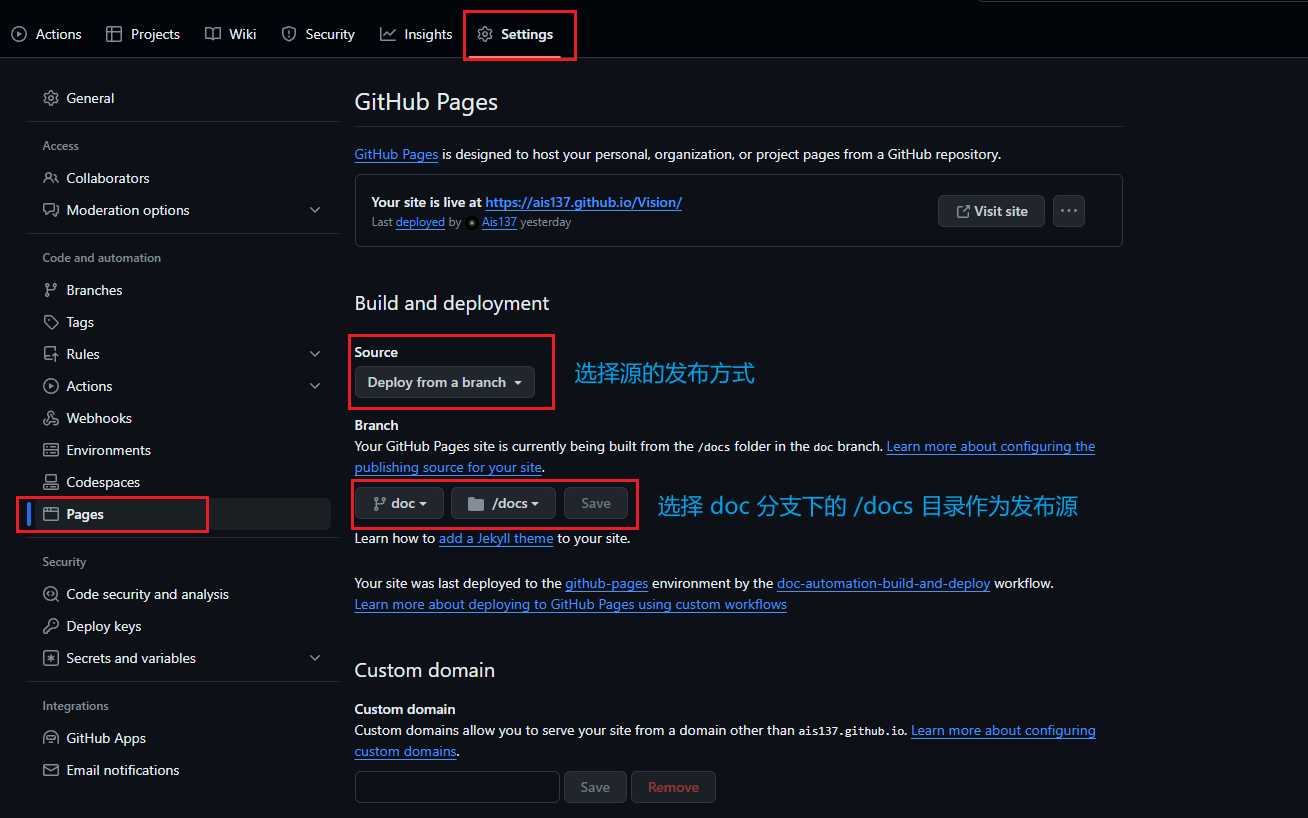 Actions Projects Wiki Security Insights Settings
General
Access
Collaborators
Moderation options
Code and automation
Branches
Tags
Rules
Actions
Webhooks
Environments
Codespaces
Pages
Security
Code security and analysis
Deploy keys
Secrets and variables
Integrations
GitHub Apps
Email notifications
GitHub Pages
GitHub Pages is designed to host your personal, organization, or project pages from a GitHub repository.
Your site is live at https://ais137.github.io/Vision/
Last deployed by Ais137 yesterday
Visit site
Build and deployment
Source
Deploy from a branch
选择源的发布方式
Branch
Your GitHub Pages site is currently being built from the /docs folder in the doc branch. Learn more about configuring the
publishing source for your site.
doc /docs Save
选择 doc 分支下的 /docs 目录作为发布源
Learn how to add a Jekyll theme to your site.
Your site was last deployed to the github-pages environment by the doc-automation-build-and-deploy workflow.
Learn more about deploying to GitHub Pages using custom workflows
Custom domain
Custom domain
Custom domains allow you to serve your site from a domain other than ais137.github.io. Learn more about configuring
custom domains.
Save Remove